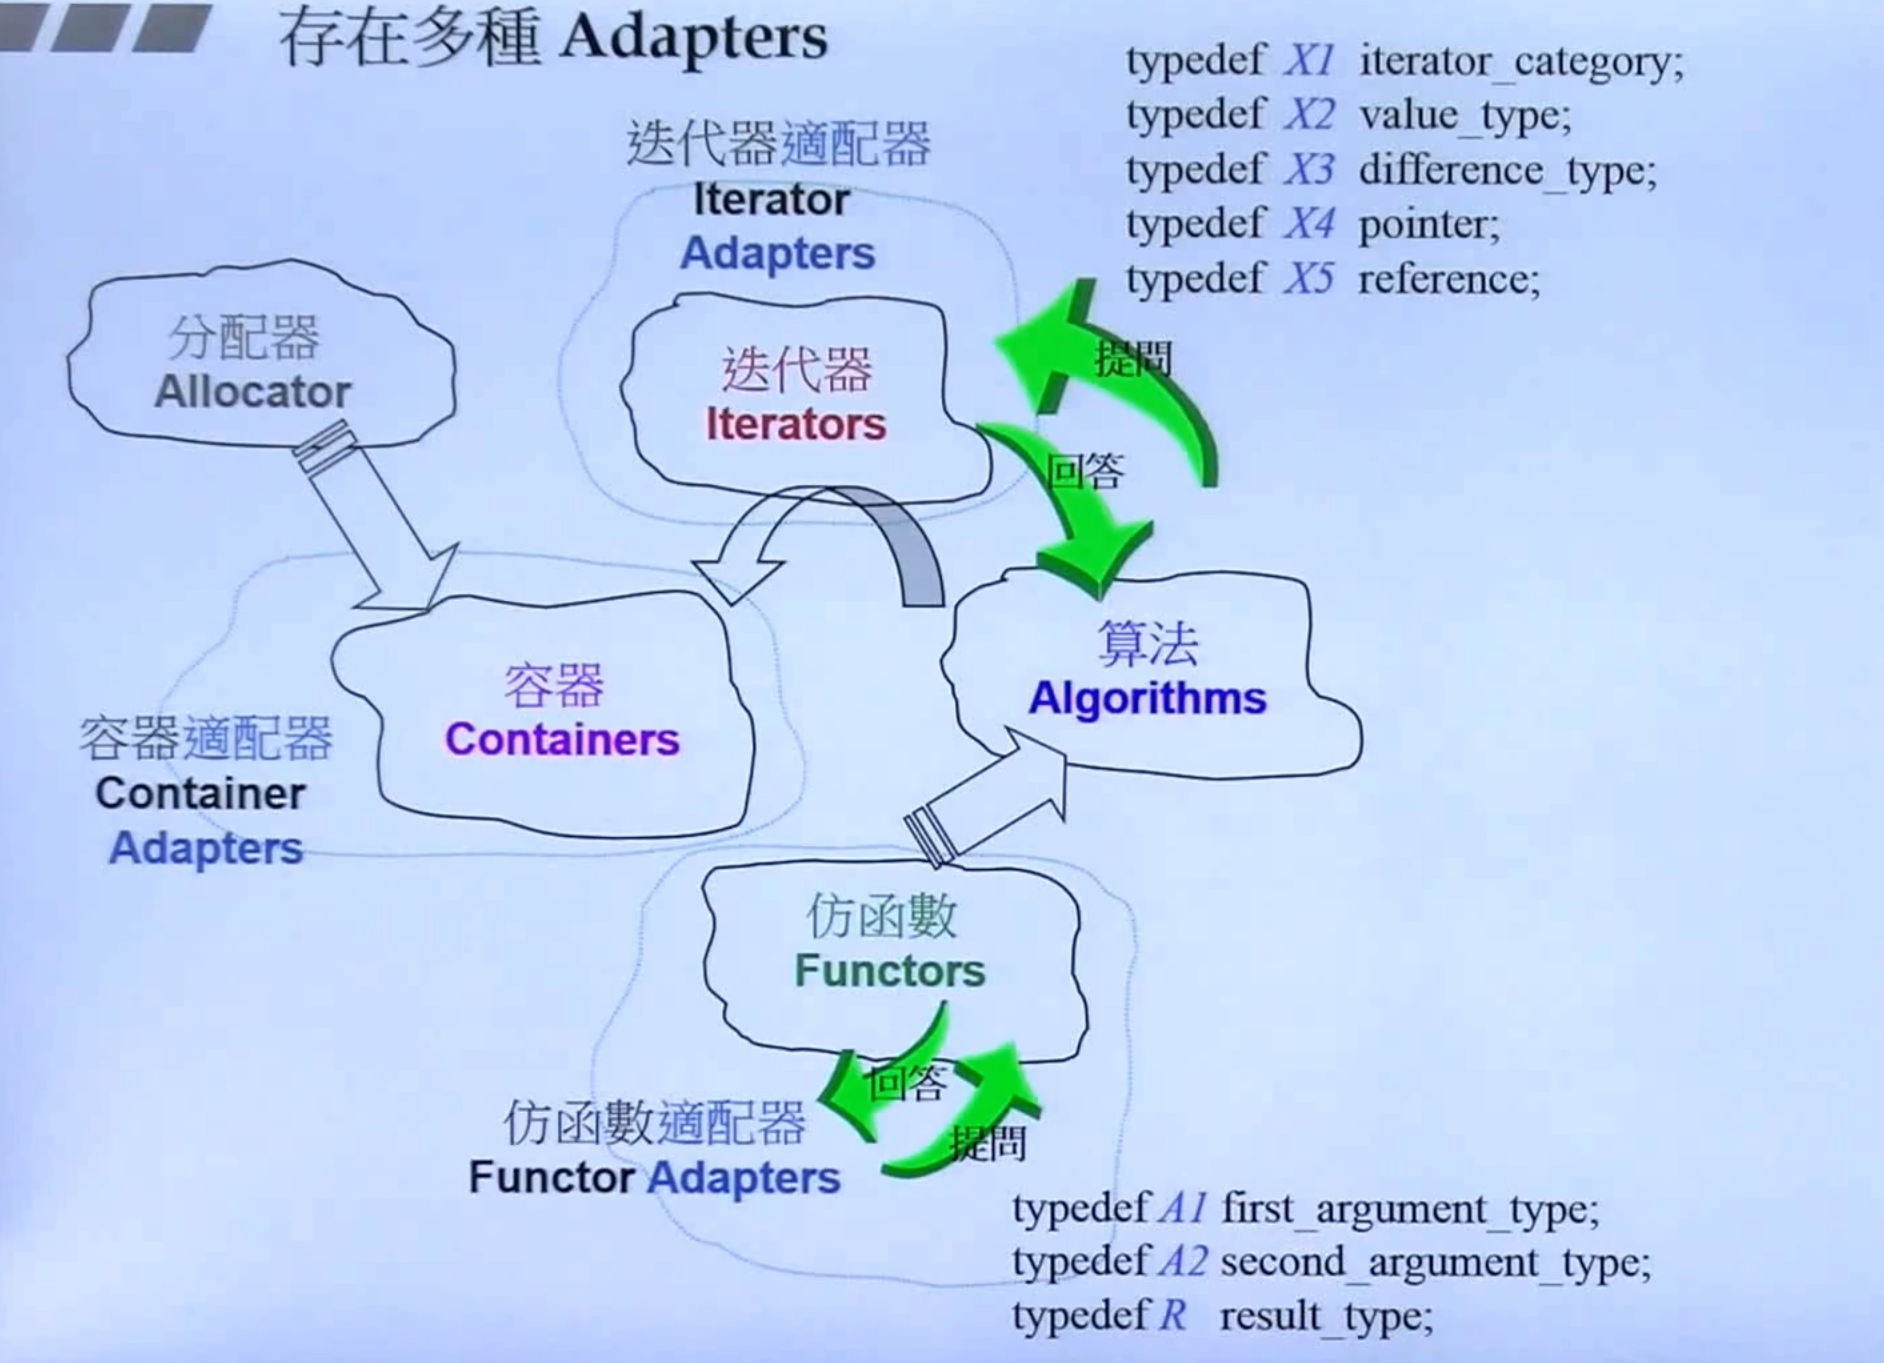 存在多種 Adapters
typedef X1 iterator_category;
typedef X2 value_type;
typedef X3 difference_type;
typedef X4 pointer;
typedef X5 reference;
迭代器適配器
Iterator
Adapters
分配器
Allocator
迭代器
Iterators
提問
回答
算法
Algorithms
容器
Containers
容器適配器
Container
Adapters
仿函數
Functors
回答
提問
仿函數適配器
Functor Adapters
typedef A1 first_argument_type;
typedef A2 second_argument_type;
typedef R result_type;